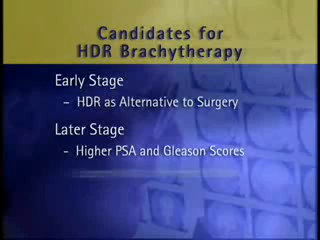 Candidates for
HDR Brachytherapy
Early Stage
– HDR as Alternative to Surgery
Later Stage
- Higher PSA and Gleason Scores